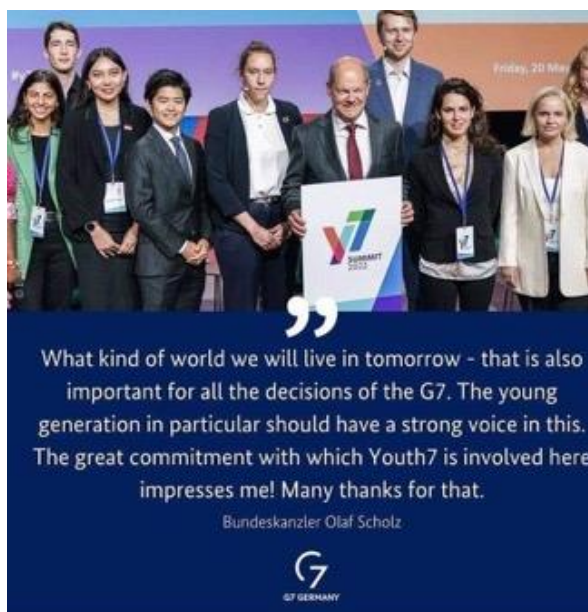 Friday, 20 May
Y7
SUMMIT
2022
”
What kind of world we will live in tomorrow - that is also
important for all the decisions of the G7. The young
generation in particular should have a strong voice in this.
The great commitment with which Youth7 is involved here
impresses me! Many thanks for that.
Bundeskanzler Olaf Scholz
G7
G7 GERMANY